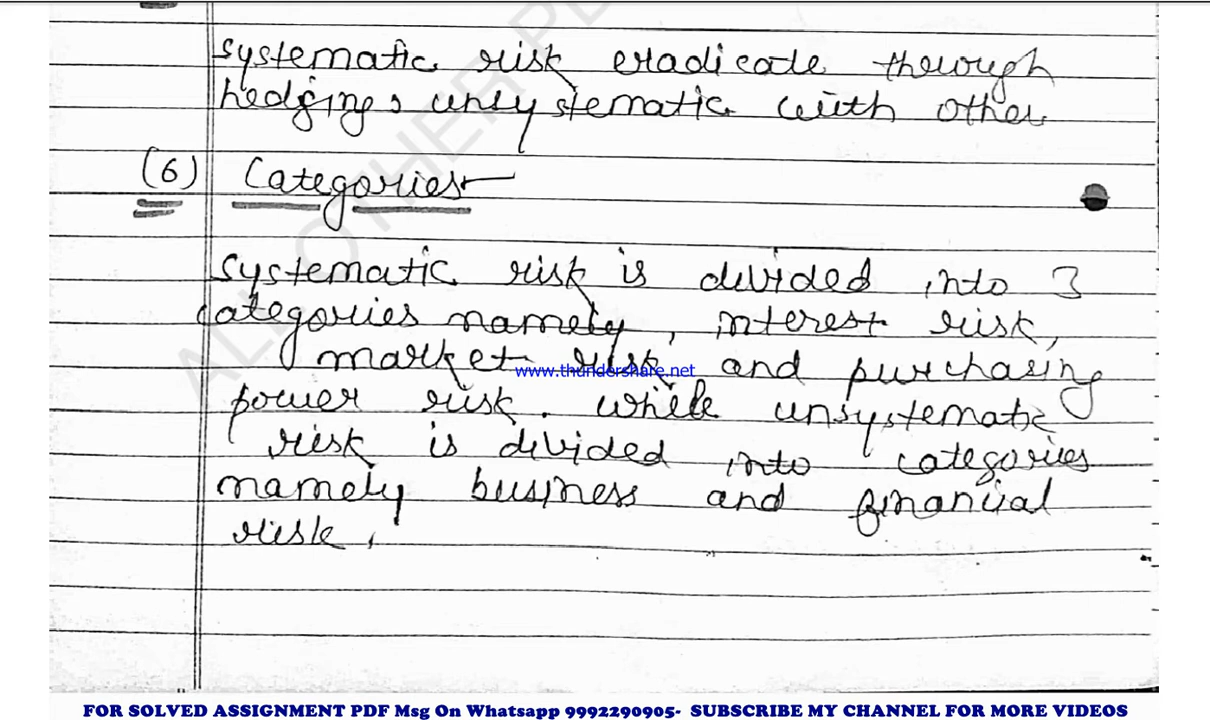 systematic risk eradicate through
hedging, unsystematic with other
(6) Categories-
systematic risk is divided into 3
categories namely, interest risk,
market risk and purchasing
power risk. while unsystematic
risk is divided into categories
namely business and financial
risk,
www.thundershare.net
FOR SOLVED ASSIGNMENT PDF Msg On Whatsapp 9992290905- SUBSCRIBE MY CHANNEL FOR MORE VIDEOS